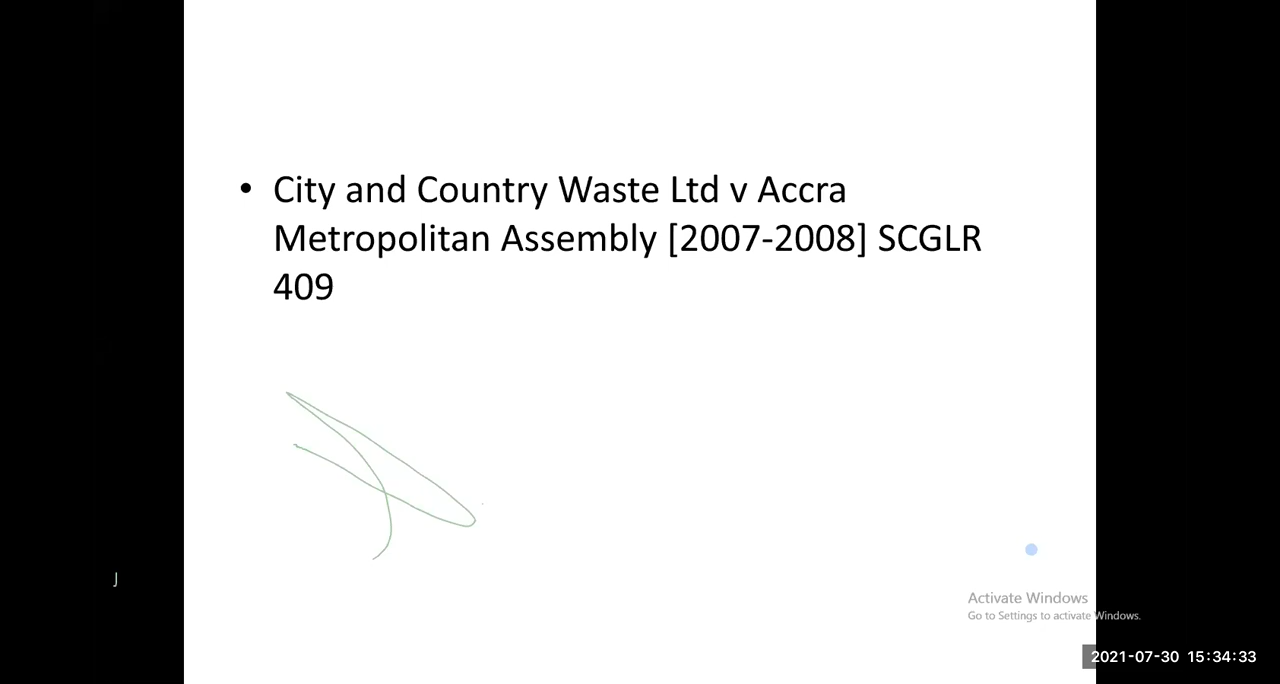 • City and Country Waste Ltd v Accra
Metropolitan Assembly [2007-2008] SCGLR
409
J
Activate Windows
Go to Settings to activate Windows.
2021-07-30 15:34:33